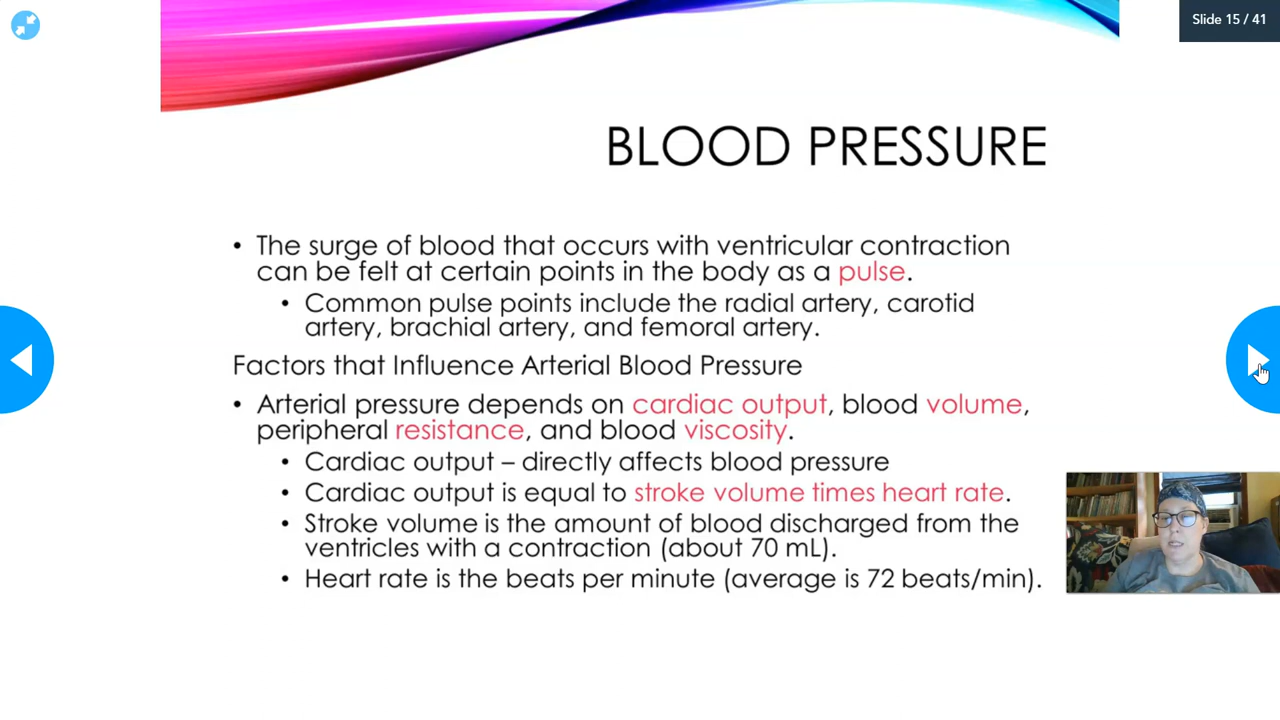 Slide 15 / 41
BLOOD PRESSURE
• The surge of blood that occurs with ventricular contraction
can be felt at certain points in the body as a pulse.
• Common pulse points include the radial artery, carotid
artery, brachial artery, and femoral artery.
Factors that Influence Arterial Blood Pressure
• Arterial pressure depends on cardiac output, blood volume,
peripheral resistance, and blood viscosity.
• Cardiac output – directly affects blood pressure
• Cardiac output is equal to stroke volume times heart rate.
• Stroke volume is the amount of blood discharged from the
ventricles with a contraction (about 70 mL).
• Heart rate is the beats per minute (average is 72 beats/min).